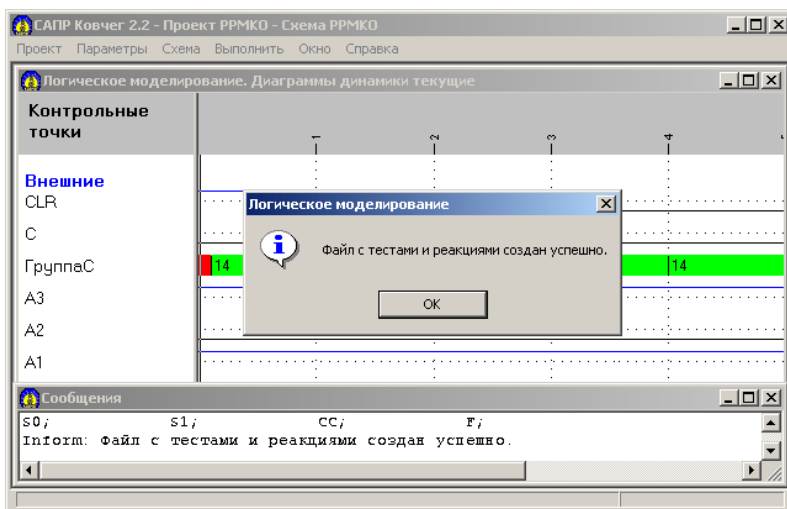 САПР Ковчег 2.2 - Проект РРМКО - Схема РРМКО
Проект Параметры Схема Выполнить Окно Справка
Логическое моделирование. Диаграммы динамики текущие
Контрольные
точки
1 2 3 4
Внешние
CLR
C
ГруппаC
14
14
A3
A2
A1
Логическое моделирование
Файл с тестами и реакциями создан успешно.
OK
Сообщения
S0; S1; CC; F;
Inform: Файл с тестами и реакциями создан успешно.